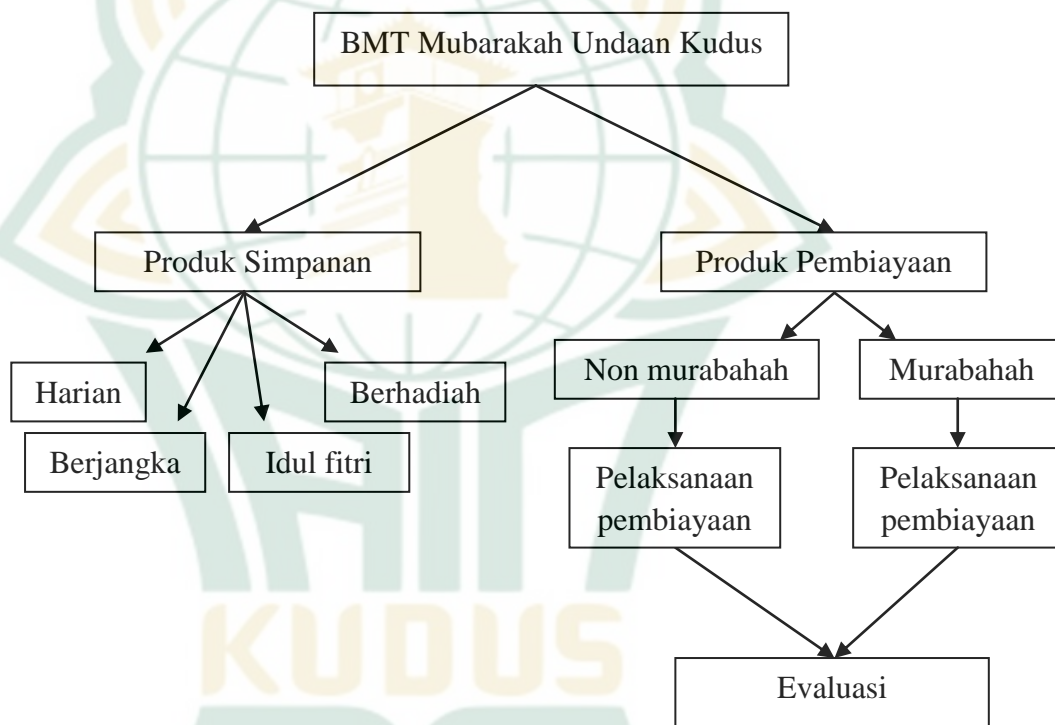 BMT Mubarakah Undaan Kudus
Produk Simpanan
Produk Pembiayaan
Harian
Berjangka
Idul fitri
Berhadiah
Non murabahah
Murabahah
Pelaksanaan
pembiayaan
Pelaksanaan
pembiayaan
Evaluasi
KUDUS